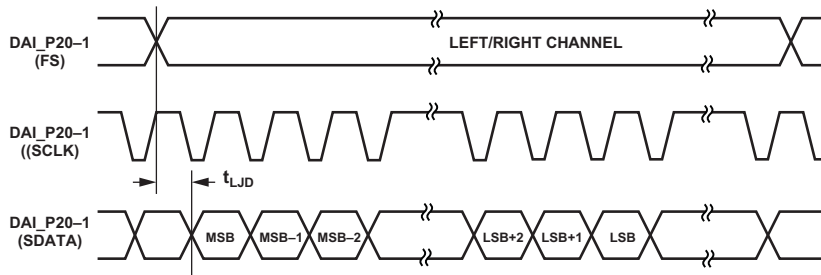 DAI_P20–1
(FS)
LEFT/RIGHT CHANNEL
DAI_P20–1
((SCLK)
tLJD
DAI_P20–1
(SDATA)
MSB MSB–1 MSB–2 LSB+2 LSB+1 LSB